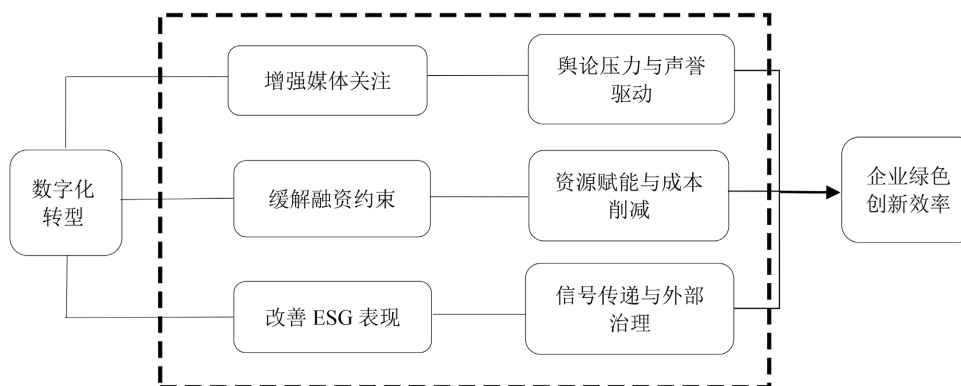 增强媒体关注
舆论压力与声誉
驱动
数字化
转型
缓解融资约束
资源赋能与成本
削减
企业绿色
创新效率
改善 ESG 表现
信号传递与外部
治理